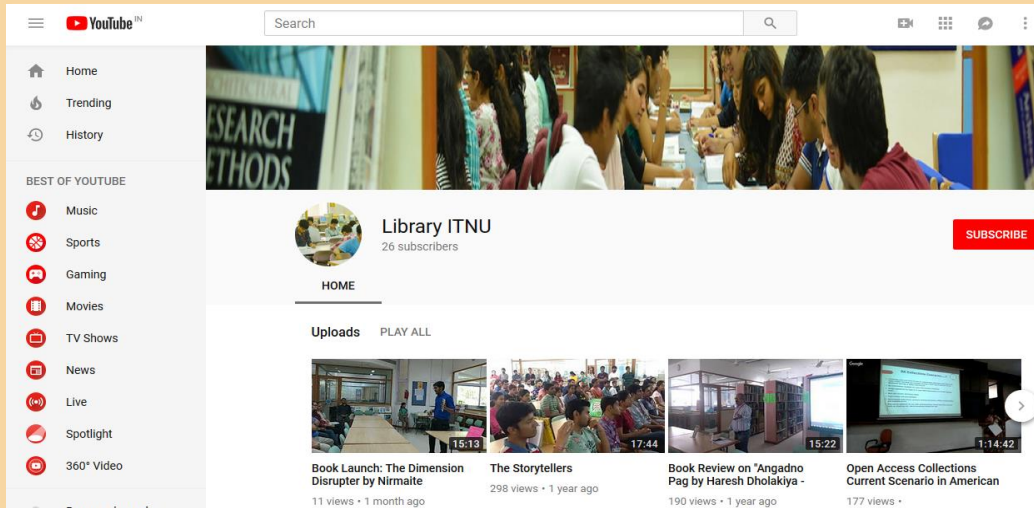 YouTube IN
Search
Home
Trending
History
BEST OF YOUTUBE
Music
Sports
Gaming
Movies
TV Shows
News
Live
Spotlight
360° Video
ESEARCH
ETHODS
Library ITNU
26 subscribers
SUBSCRIBE
HOME
Uploads PLAY ALL
15:13
Book Launch: The Dimension
Disrupter by Nirmaite
11 views • 1 month ago
17:44
The Storytellers
298 views • 1 year ago
15:22
Book Review on "Angadno
Pag by Haresh Dholakiya -
190 views • 1 year ago
Google
1:14:42
Open Access Collections
Current Scenario in American
177 views •